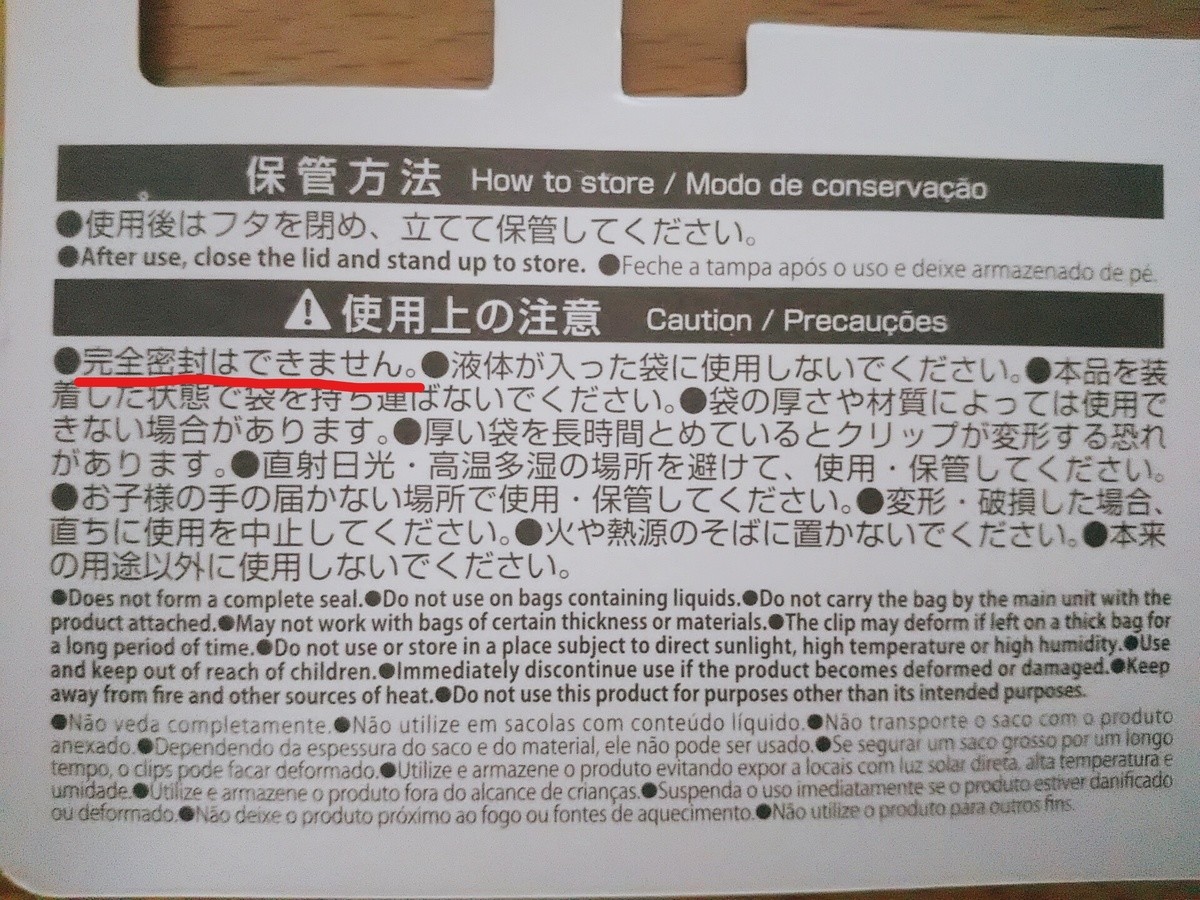 保管方法 How to store / Modo de conservação
●使用後はフタを閉め、立てて保管してください。
●After use, close the lid and stand up to store. ●Feche a tampa após o uso e deixe armazenado de pé.
⚠使用上の注意 Caution / Precauções
●完全密封はできません。●液体が入った袋に使用しないでください。●本品を装
着した状態で袋を持ち運ばないでください。●袋の厚さや材質によっては使用で
きない場合があります。●厚い袋を長時間とめているとクリップが変形する恐れ
があります。●直射日光・高温多湿の場所を避けて、使用・保管してください。
●お子様の手の届かない場所で使用・保管してください。●変形・破損した場合、
直ちに使用を中止してください。●火や熱源のそばに置かないでください。●本来
の用途以外に使用しないでください。
●Does not form a complete seal.●Do not use on bags containing liquids.●Do not carry the bag by the main unit with the
product attached.●May not work with bags of certain thickness or materials.●The clip may deform if left on a thick bag for
a long period of time.●Do not use or store in a place subject to direct sunlight, high temperature or high humidity.●Use
and keep out of reach of children.●Immediately discontinue use if the product becomes deformed or damaged.●Keep
away from fire and other sources of heat.●Do not use this product for purposes other than its intended purposes.
●Não veda completamente.●Não utilize em sacolas com conteúdo líquido.●Não transporte o saco com o produto
anexado.●Dependendo da espessura do saco e do material, ele não pode ser usado.●Se segurar um saco grosso por um longo
tempo, o clips pode facar deformado.●Utilize e armazene o produto evitando expor a locais com luz solar direta, alta temperatura e
umidade.●Utilize e armazene o produto fora do alcance de crianças.●Suspenda o uso imediatamente se o produto estiver danificado
ou deformado.●Não deixe o produto próximo ao fogo ou fontes de aquecimento.●Não utilize o produto para outros fins.